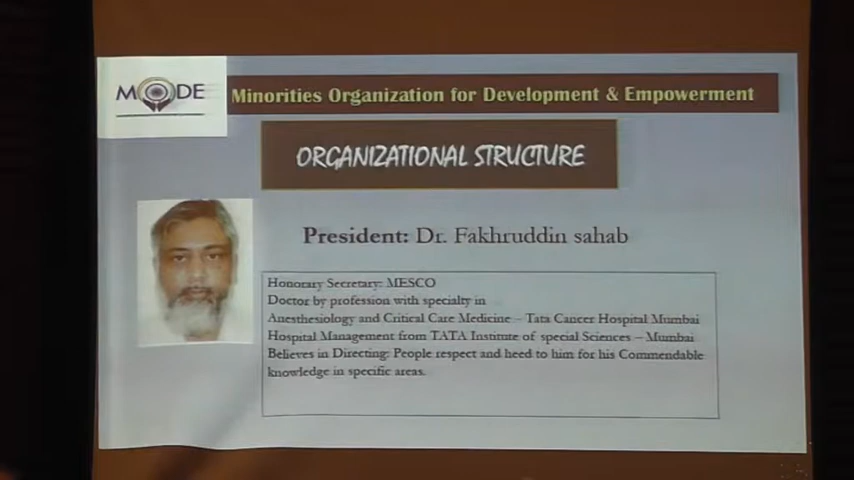 MODE
Minorities Organization for Development & Empowerment
ORGANIZATIONAL STRUCTURE
President: Dr. Fakhruddin sahab
Honorary Secretary: MESCO
Doctor by profession with specialty in
Anesthesiology and Critical Care Medicine – Tata Cancer Hospital Mumbai
Hospital Management from TATA Institute of special Sciences – Mumbai
Believes in Directing: People respect and heed to him for his Commendable
knowledge in specific areas.